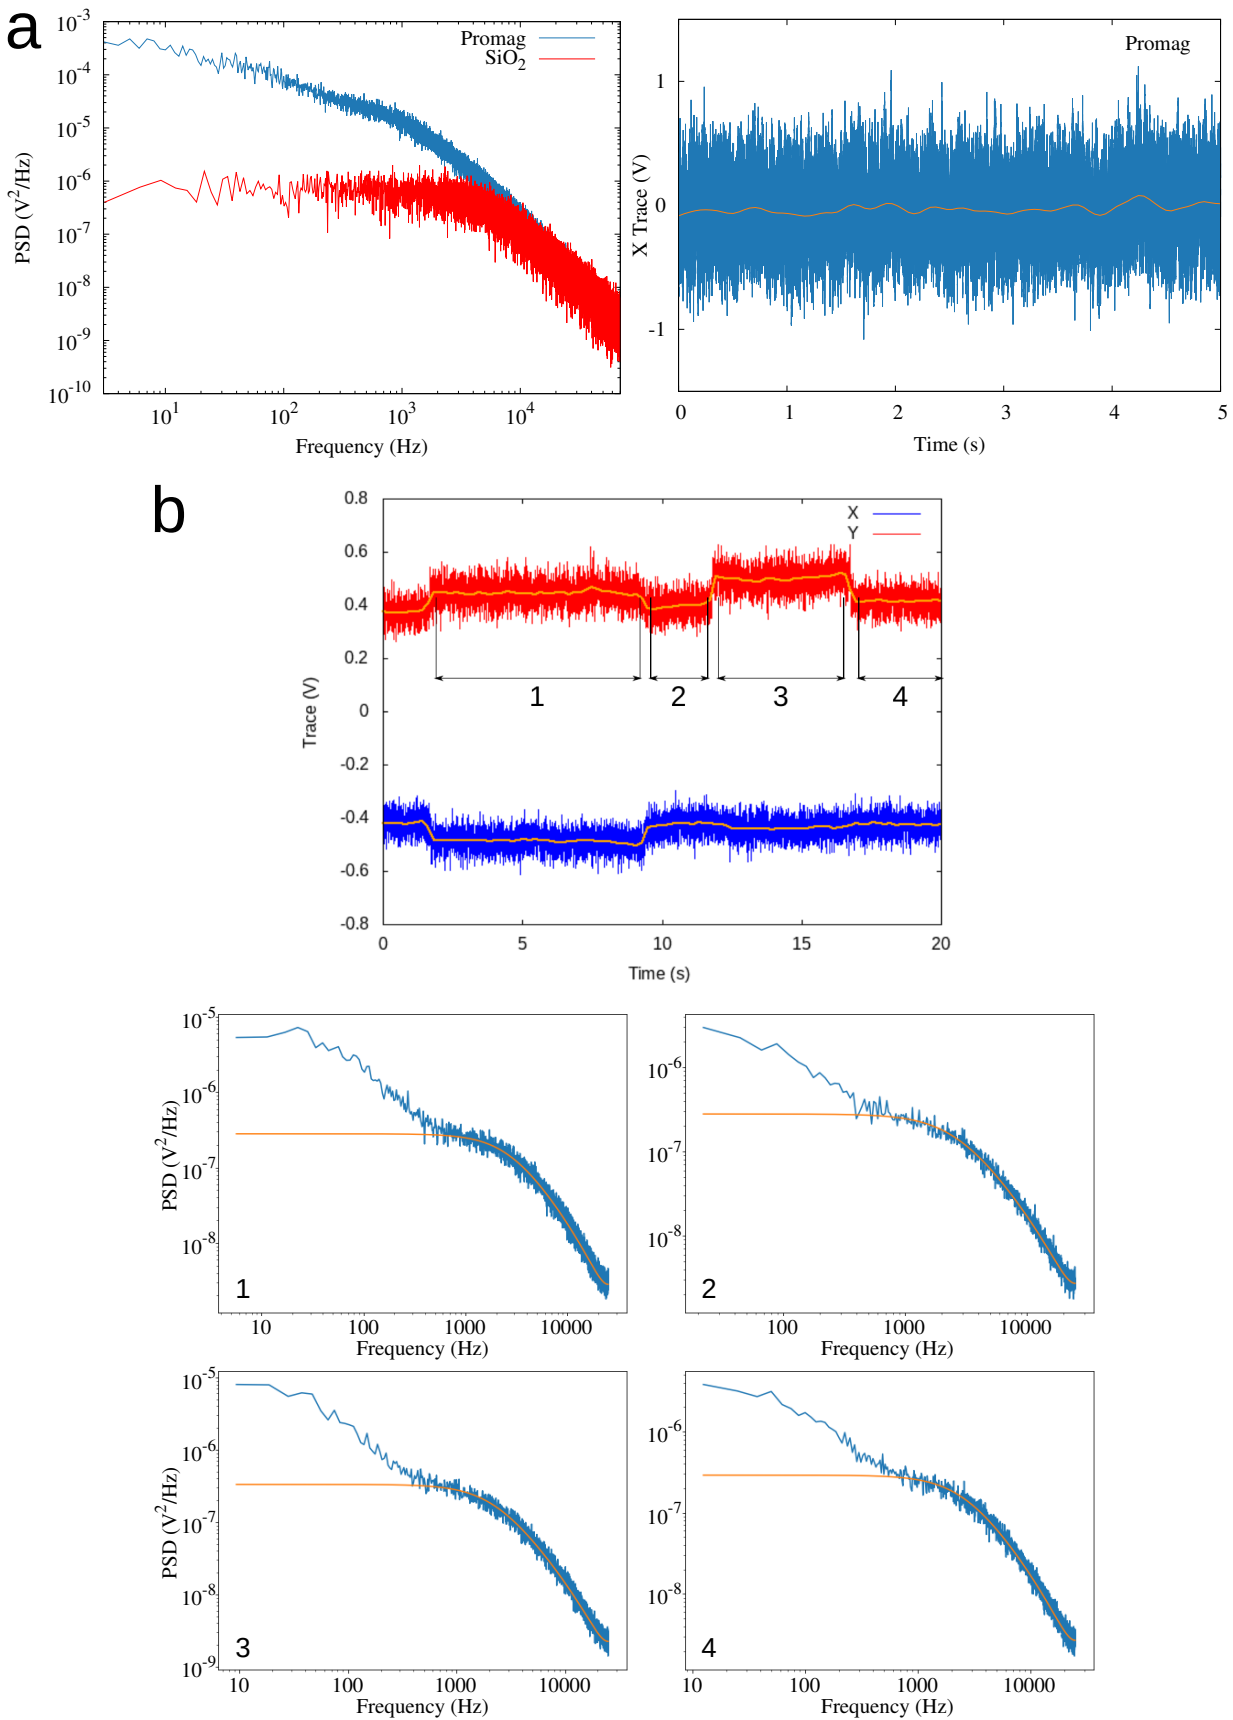 a
10^-3
10^-4
10^-5
10^-6
10^-7
10^-8
10^-9
10^-10
PSD (V^2/Hz)
Promag
SiO_2
10^1 10^2 10^3 10^4
Frequency (Hz)
Promag
1
0
-1
X Trace (V)
0 1 2 3 4 5
Time (s)
b
0.8
0.6
0.4
0.2
0
-0.2
-0.4
-0.6
-0.8
Trace (V)
X
Y
1 2 3 4
0 5 10 15 20
Time (s)
10^-5
10^-6
10^-7
10^-8
PSD (V^2/Hz)
1
10 100 1000 10000
Frequency (Hz)
10^-6
10^-7
10^-8
2
100 1000 10000
Frequency (Hz)
10^-5
10^-6
10^-7
10^-8
10^-9
PSD (V^2/Hz)
3
10 100 1000 10000
Frequency (Hz)
10^-6
10^-7
10^-8
4
10 100 1000 10000
Frequency (Hz)